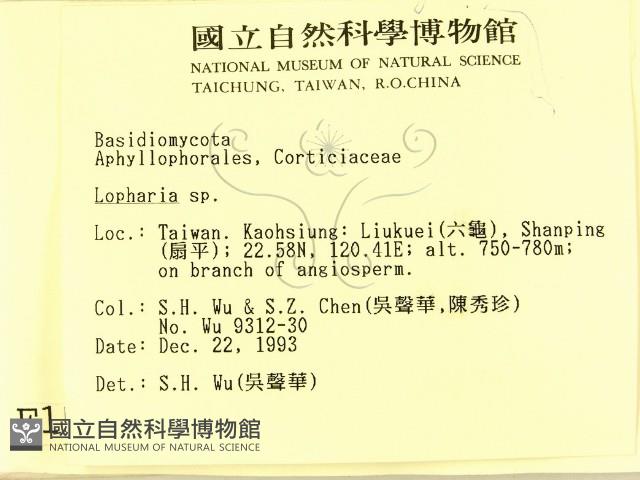 國立自然科學博物館
NATIONAL MUSEUM OF NATURAL SCIENCE
TAICHUNG, TAIWAN, R.O.CHINA
Basidiomycota
Aphyllophorales, Corticiaceae
Lopharia sp.
Loc.: Taiwan. Kaohsiung: Liukuei(六龜), Shanping
(扇平); 22.58N, 120.41E; alt. 750-780m;
on branch of angiosperm.
Col.: S.H. Wu & S.Z. Chen(吳聲華,陳秀珍)
No. Wu 9312-30
Date: Dec. 22, 1993
Det.: S.H. Wu(吳聲華)
國立自然科學博物館
NATIONAL MUSEUM OF NATURAL SCIENCE